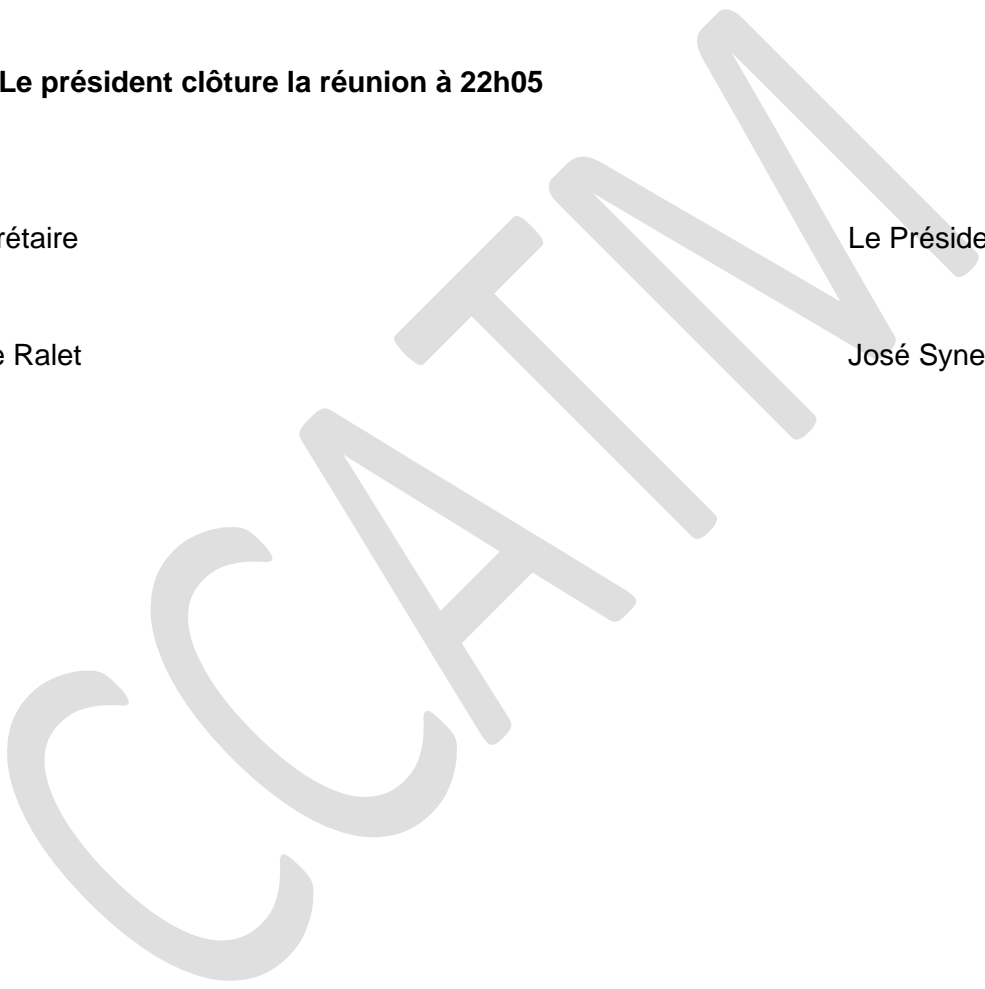 Le président clôture la réunion à 22h05
rétaire Le Préside
e Ralet José Syne
CCATM